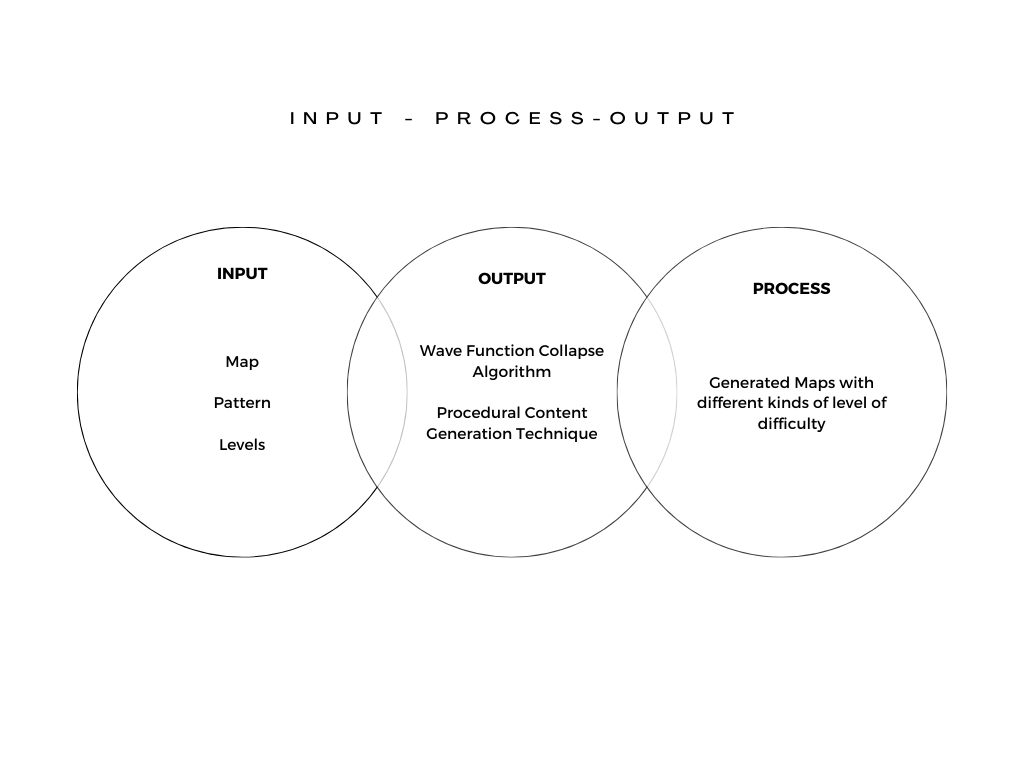 INPUT - PROCESS-OUTPUT
INPUT
Map
Pattern
Levels
OUTPUT
Wave Function Collapse
Algorithm
Procedural Content
Generation Technique
PROCESS
Generated Maps with
different kinds of level of
difficulty